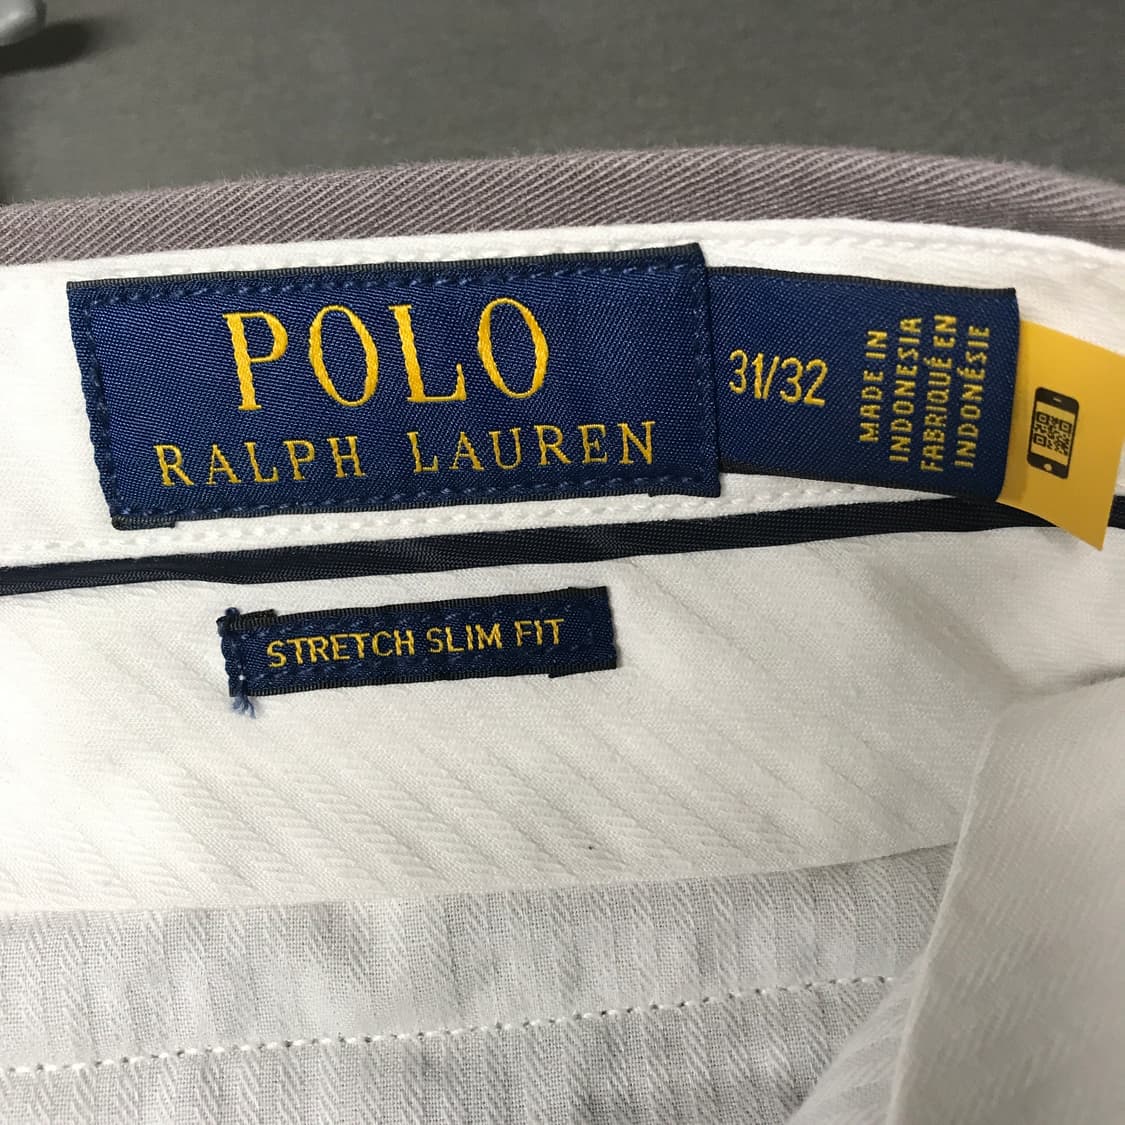 POLO
RALPH LAUREN
31/32
MADE IN
INDONESIA
FABRIQUÉ EN
INDONÉSIE
STRETCH SLIM FIT